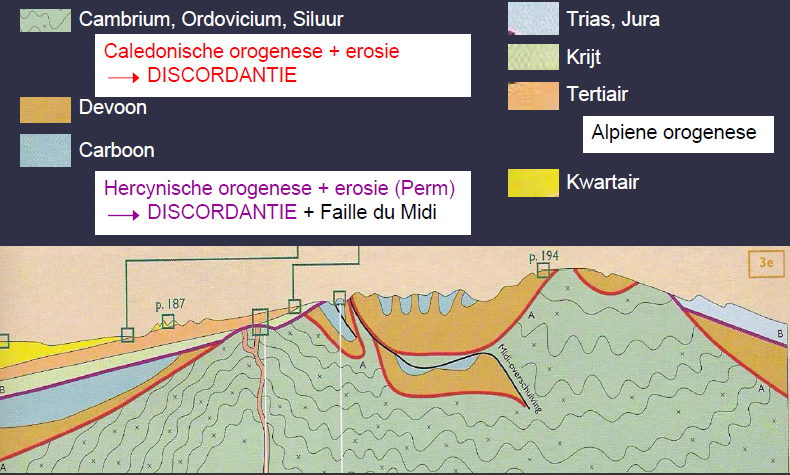 Cambrium, Ordovicium, Siluur
Caledonische orogenese + erosie
→ DISCORDANTIE
Devoon
Carboon
Hercynische orogenese + erosie (Perm)
→ DISCORDANTIE + Faille du Midi
Trias, Jura
Krijt
Tertiair
Alpiene orogenese
Kwartair
p. 194
3e
p. 187
A
B
Midi-overschuiving
B
A
A
A